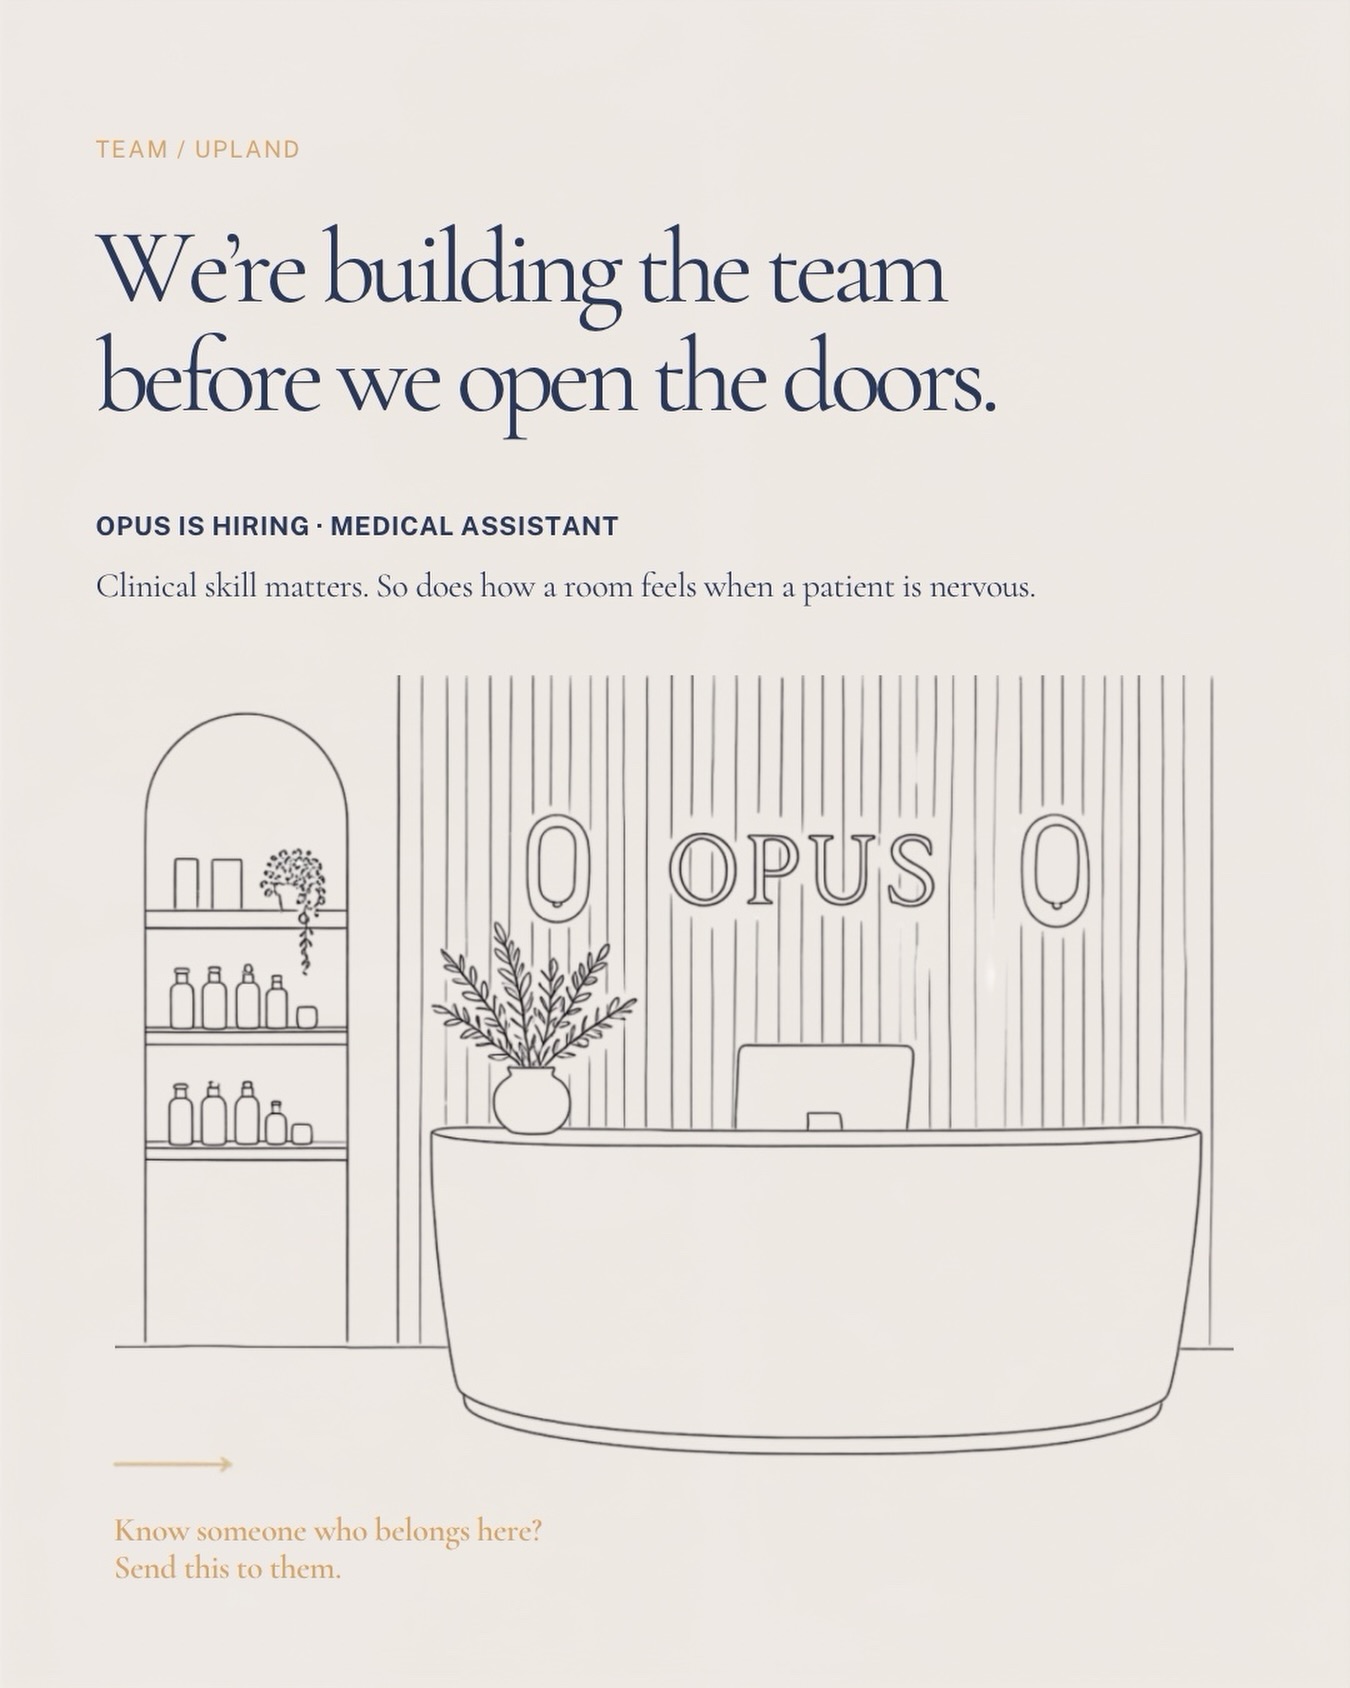 TEAM / UPLAND
We’re building the team
before we open the doors.
OPUS IS HIRING · MEDICAL ASSISTANT
Clinical skill matters. So does how a room feels when a patient is nervous.
OPUS
Know someone who belongs here?
Send this to them.